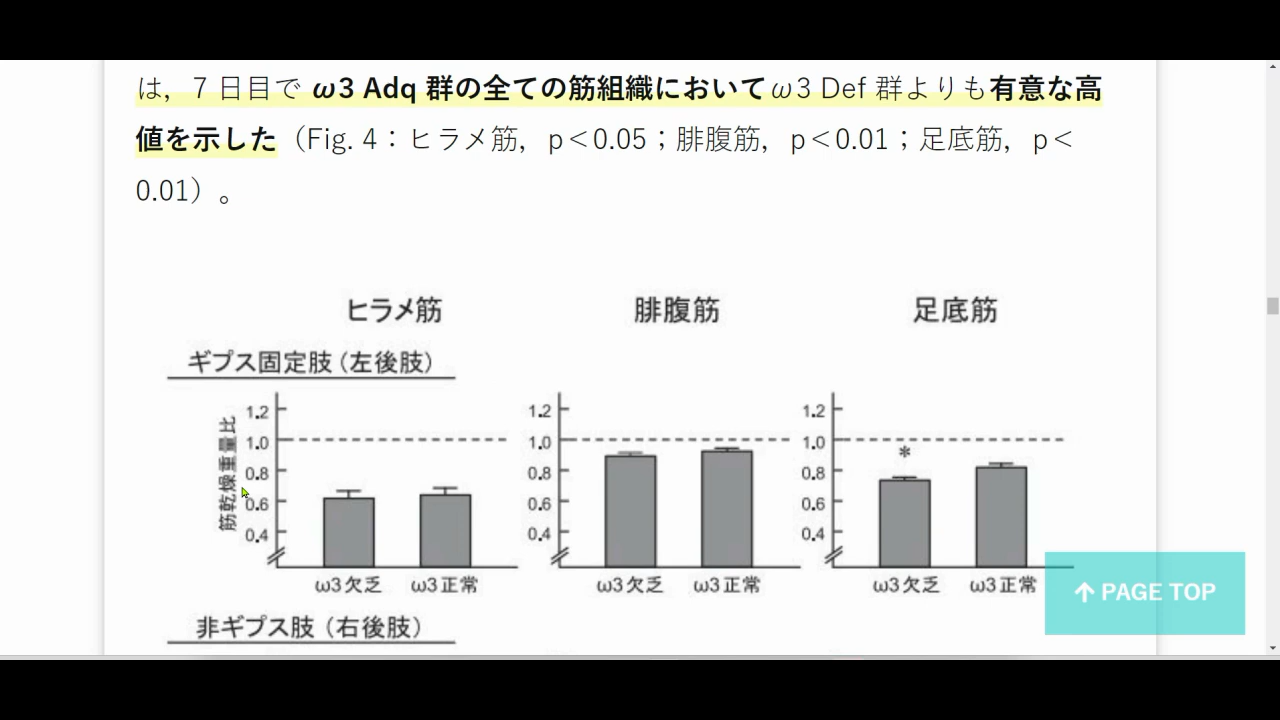 は，7 日目で ω3 Adq 群の全ての筋組織においてω3 Def 群よりも有意な高
値を示した（Fig. 4：ヒラメ筋，p＜0.05；腓腹筋，p＜0.01；足底筋，p＜
0.01）。
ヒラメ筋 腓腹筋 足底筋
ギプス固定肢（左後肢）
筋乾燥重量比
1.2
1.0
0.8
0.6
0.4
ω3欠乏 ω3正常
1.2
1.0
0.8
0.6
0.4
ω3欠乏 ω3正常
1.2
1.0
0.8
0.6
0.4
*
ω3欠乏 ω3正常
↑ PAGE TOP
非ギプス肢（右後肢）